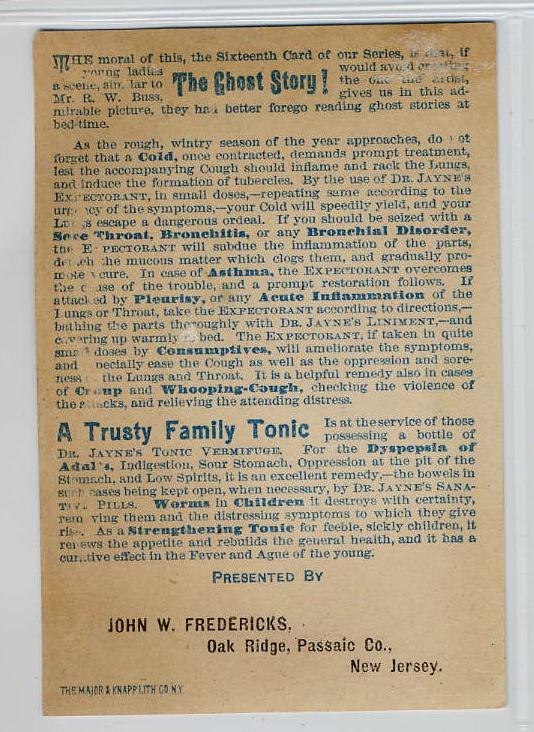 THE moral of this, the Sixteenth Card of our Series, is that, if
young ladies The Ghost Story! would avoid creating
a scene, similar to the one the artist,
Mr. R. W. Buss, gives us in this ad-
mirable picture, they had better forego reading ghost stories at
bed-time.
As the rough, wintry season of the year approaches, do not
forget that a Cold, once contracted, demands prompt treatment,
lest the accompanying Cough should inflame and rack the Lungs,
and induce the formation of tubercles. By the use of DR. JAYNE'S
EXPECTORANT, in small doses,—repeating same according to the
urgency of the symptoms,—your Cold will speedily yield, and your
Lungs escape a dangerous ordeal. If you should be seized with a
Sore Throat, Bronchitis, or any Bronchial Disorder,
the EXPECTORANT will subdue the inflammation of the parts,
detach the mucous matter which clogs them, and gradually pro-
mote a cure. In case of Asthma, the EXPECTORANT overcomes
the cause of the trouble, and a prompt restoration follows. If
attacked by Pleurisy, or any Acute Inflammation of the
Lungs or Throat, take the EXPECTORANT according to directions,—
bathing the parts thoroughly with DR. JAYNE'S LINIMENT,—and
covering up warmly in bed. The EXPECTORANT, if taken in quite
small doses by Consumptives, will ameliorate the symptoms,
and especially ease the Cough as well as the oppression and sore-
ness of the Lungs and Throat. It is a helpful remedy also in cases
of Croup and Whooping-Cough, checking the violence of
the attacks, and relieving the attending distress.
A Trusty Family Tonic Is at the service of those
possessing a bottle of
DR. JAYNE'S TONIC VERMIFUGE. For the Dyspepsia of
Adults, Indigestion, Sour Stomach, Oppression at the pit of the
Stomach, and Low Spirits, it is an excellent remedy,—the bowels in
such cases being kept open, when necessary, by DR. JAYNE'S SANA-
TIVE PILLS. Worms in Children it destroys with certainty,
removing them and the distressing symptoms to which they give
rise. As a Strengthening Tonic for feeble, sickly children, it
renews the appetite and rebuilds the general health, and it has a
curative effect in the Fever and Ague of the young.
PRESENTED BY
JOHN W. FREDERICKS,
Oak Ridge, Passaic Co.,
New Jersey.
THE MAJOR & KNAPP LITH. CO. N.Y.